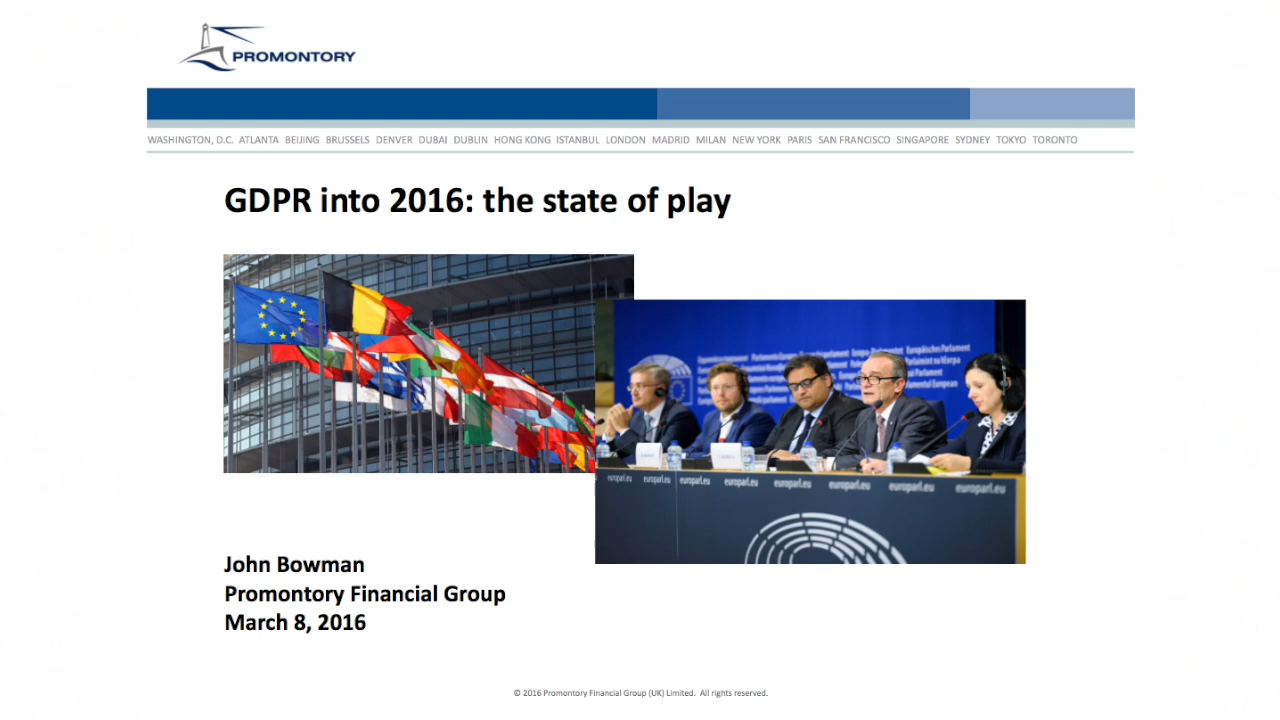 PROMONTORY
WASHINGTON, D.C. ATLANTA BEIJING BRUSSELS DENVER DUBAI DUBLIN HONG KONG ISTANBUL LONDON MADRID MILAN NEW YORK PARIS SAN FRANCISCO SINGAPORE SYDNEY TOKYO TORONTO
GDPR into 2016: the state of play
europarl.eu europarl.eu europarl.eu europarl.eu europarl.eu europarl.eu europarl.eu europarl.eu
John Bowman
Promontory Financial Group
March 8, 2016
© 2016 Promontory Financial Group (UK) Limited. All rights reserved.